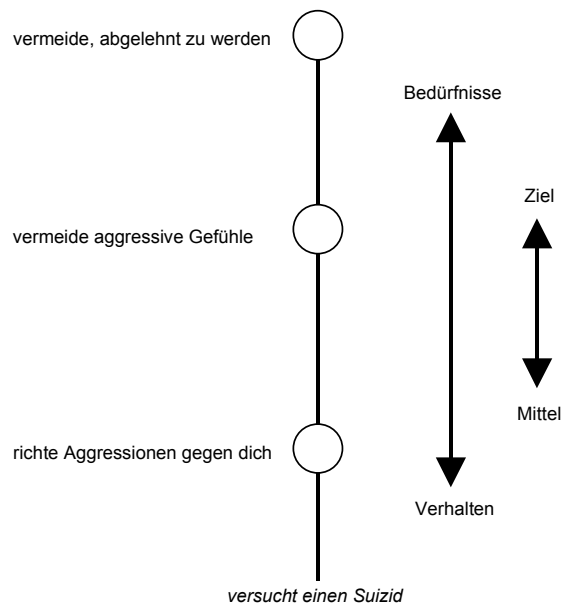 vermeide, abgelehnt zu werden
Bedürfnisse
Ziel
vermeide aggressive Gefühle
Mittel
richte Aggressionen gegen dich
Verhalten
versucht einen Suizid